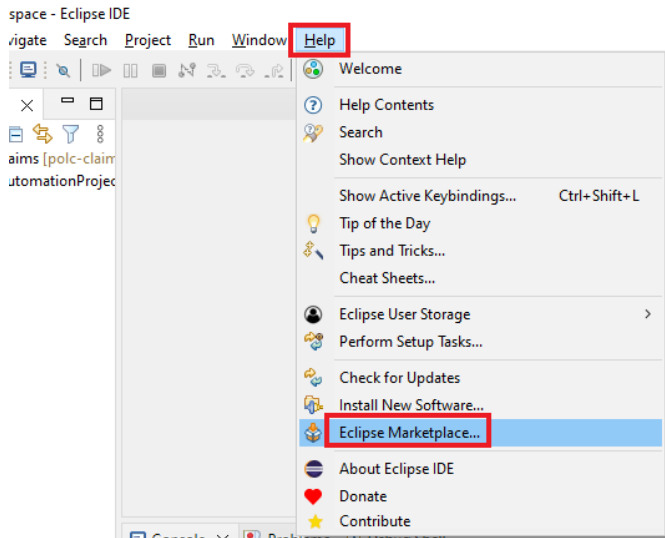 space - Eclipse IDE
vigate Search Project Run Window Help
Welcome
Help Contents
Search
Show Context Help
aims [polc-claim
utomationProjec
Show Active Keybindings... Ctrl+Shift+L
Tip of the Day
Tips and Tricks...
Cheat Sheets...
Eclipse User Storage
Perform Setup Tasks...
Check for Updates
Install New Software...
Eclipse Marketplace...
About Eclipse IDE
Donate
Contribute
Console